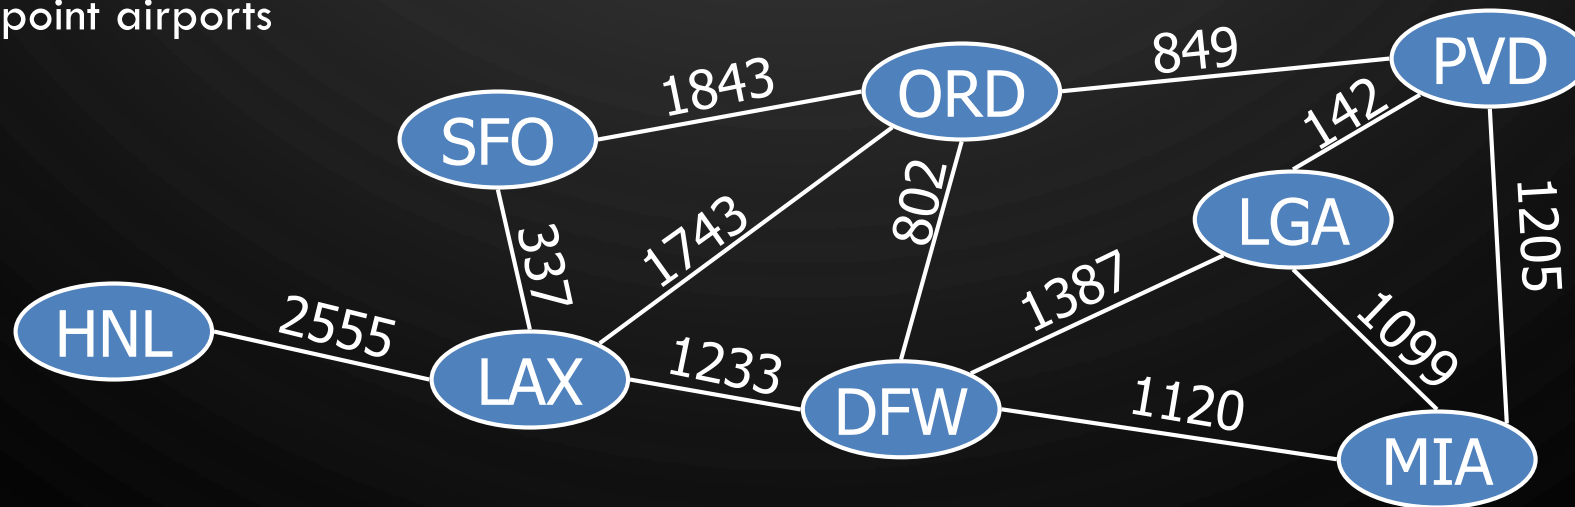 point airports
PVD
849
ORD
1843
142
SFO
802
LGA
1743
1205
337
1387
HNL
2555
1099
LAX
1233
DFW
1120
MIA